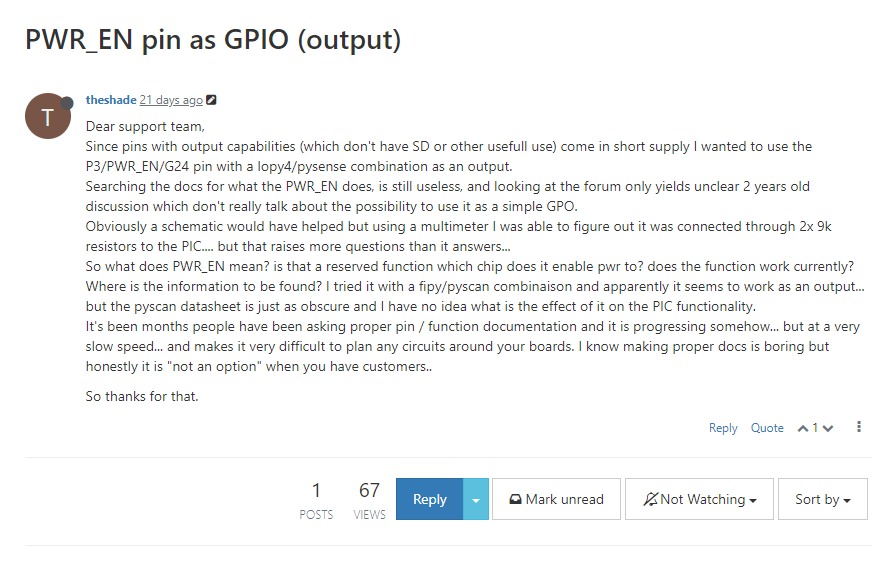 PWR_EN pin as GPIO (output)
T
theshade 21 days ago
Dear support team,
Since pins with output capabilities (which don't have SD or other usefull use) come in short supply I wanted to use the
P3/PWR_EN/G24 pin with a lopy4/pysense combination as an output.
Searching the docs for what the PWR_EN does, is still useless, and looking at the forum only yields unclear 2 years old
discussion which don't really talk about the possibility to use it as a simple GPO.
Obviously a schematic would have helped but using a multimeter I was able to figure out it was connected through 2x 9k
resistors to the PIC.... but that raises more questions than it answers...
So what does PWR_EN mean? is that a reserved function which chip does it enable pwr to? does the function work currently?
Where is the information to be found? I tried it with a fipy/pyscan combinaison and apparently it seems to work as an output...
but the pyscan datasheet is just as obscure and I have no idea what is the effect of it on the PIC functionality.
It's been months people have been asking proper pin / function documentation and it is progressing somehow... but at a very
slow speed... and makes it very difficult to plan any circuits around your boards. I know making proper docs is boring but
honestly it is "not an option" when you have customers..
So thanks for that.
Reply Quote 1
1 67 Reply Mark unread Not Watching Sort by
POSTS VIEWS